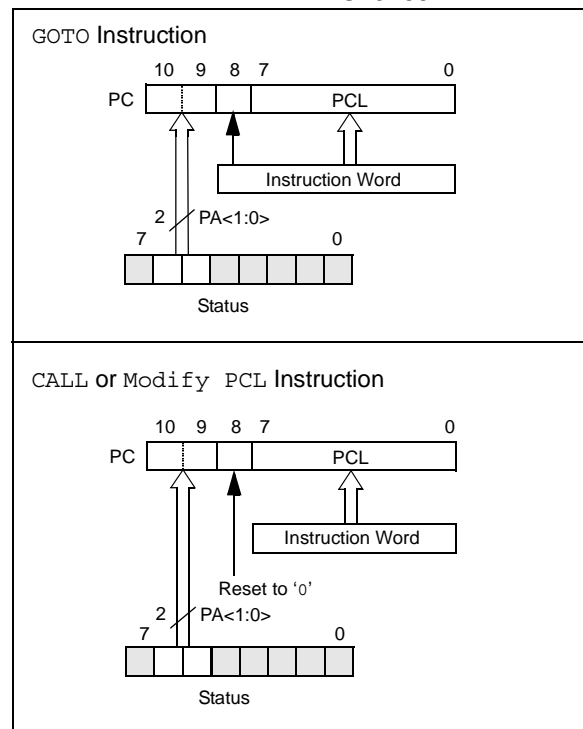 GOTO Instruction
10 9 8 7 0
PC PCL
Instruction Word
2 PA<1:0>
7 0
Status
CALL or Modify PCL Instruction
10 9 8 7 0
PC PCL
Instruction Word
Reset to ‘0’
2 PA<1:0>
7 0
Status